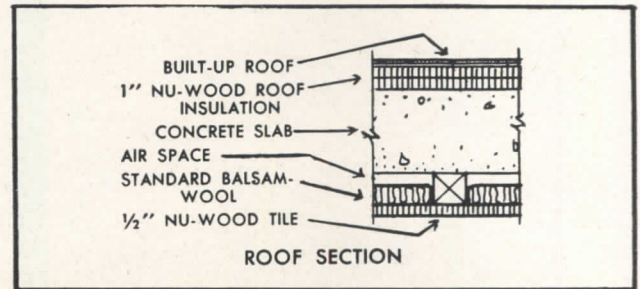 BUILT-UP ROOF
1" NU-WOOD ROOF
INSULATION
CONCRETE SLAB
AIR SPACE
STANDARD BALSAM-
WOOL
½" NU-WOOD TILE
ROOF SECTION